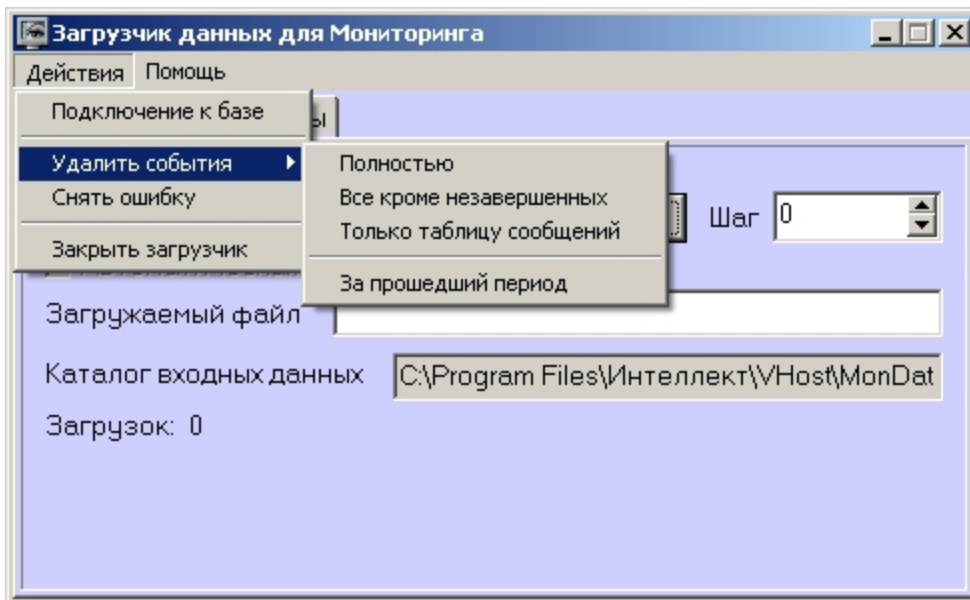 Загрузчик данных для Мониторинга
Действия Помощь
Подключение к базе
Удалить события
Снять ошибку
Закрыть загрузчик
Полностью
Все кроме незавершенных
Только таблицу сообщений
За прошедший период
Шаг 0
Загружаемый файл
Каталог входных данных C:\Program Files\Интеллект\VHost\MonDat
Загрузок: 0